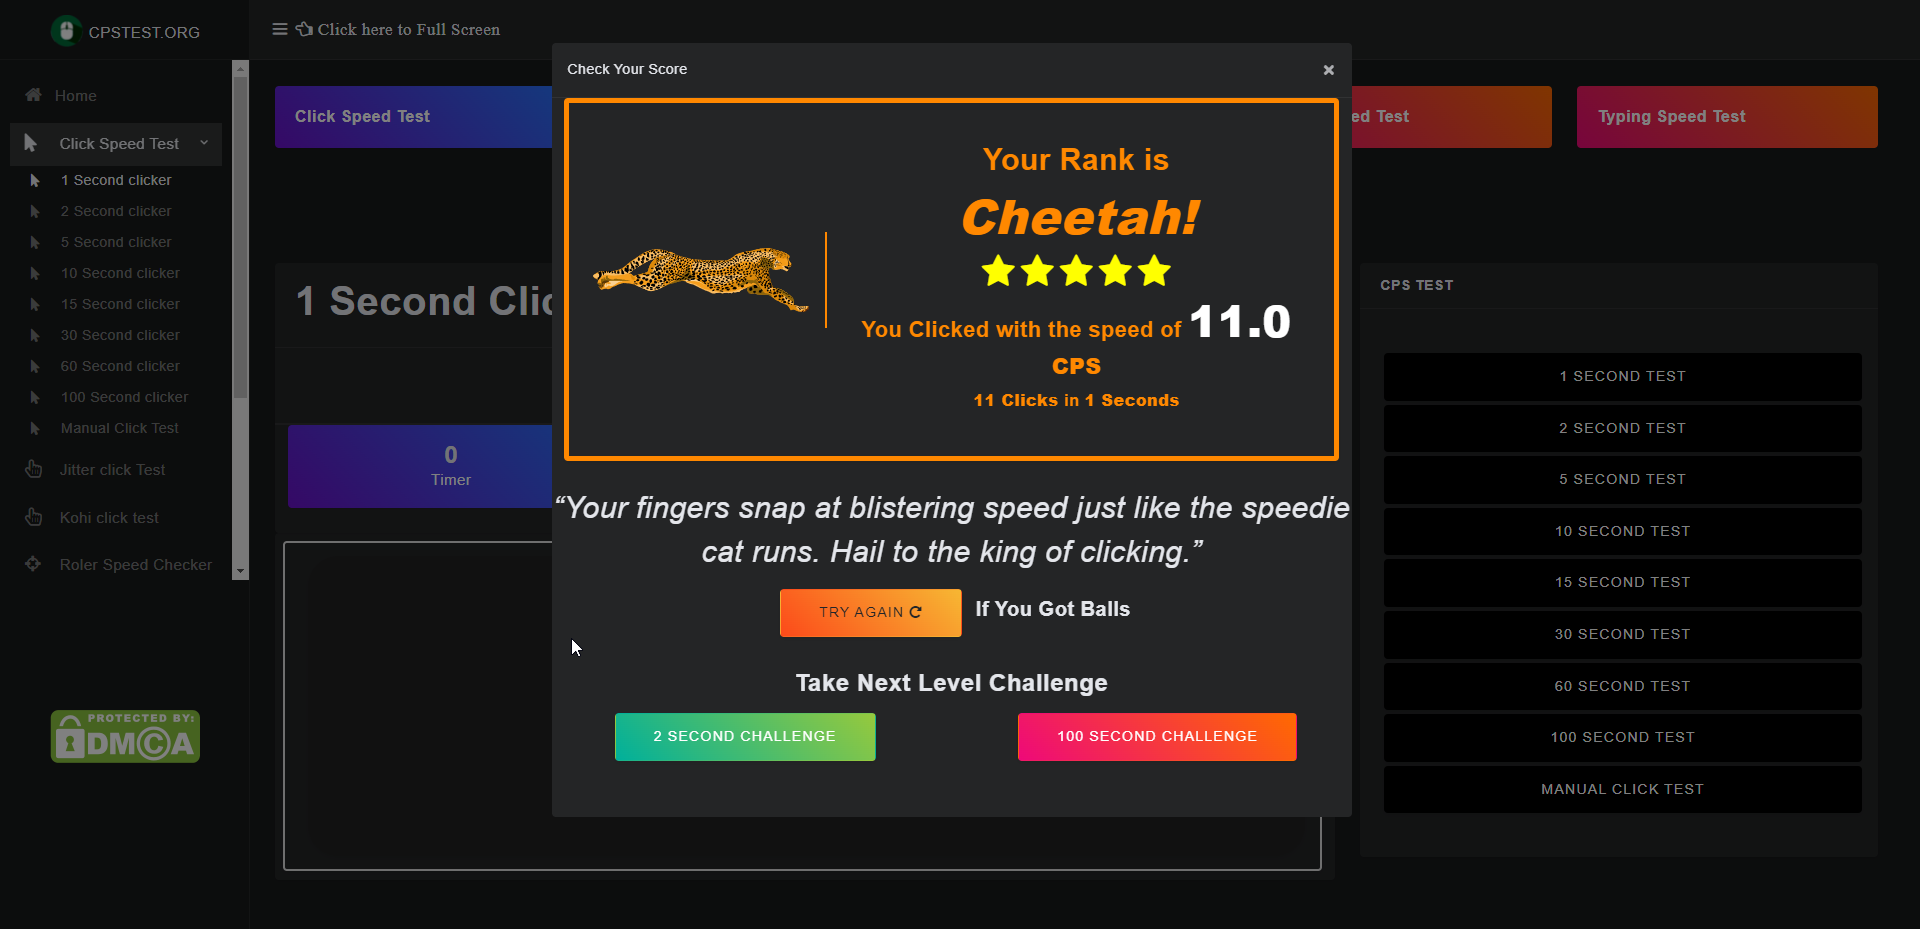 CPSTEST.ORG
Click here to Full Screen
Home
Click Speed Test
1 Second clicker
2 Second clicker
5 Second clicker
10 Second clicker
15 Second clicker
30 Second clicker
60 Second clicker
100 Second clicker
Manual Click Test
Jitter click Test
Kohi click test
Roler Speed Checker
PROTECTED BY:
DMCA
Click Speed Test
ed Test
Typing Speed Test
1 Second Clic
0
Timer
Check Your Score
×
Your Rank is
Cheetah!
You Clicked with the speed of 11.0
CPS
11 Clicks in 1 Seconds
“Your fingers snap at blistering speed just like the speedie
cat runs. Hail to the king of clicking.”
TRY AGAIN
If You Got Balls
Take Next Level Challenge
2 SECOND CHALLENGE
100 SECOND CHALLENGE
CPS TEST
1 SECOND TEST
2 SECOND TEST
5 SECOND TEST
10 SECOND TEST
15 SECOND TEST
30 SECOND TEST
60 SECOND TEST
100 SECOND TEST
MANUAL CLICK TEST